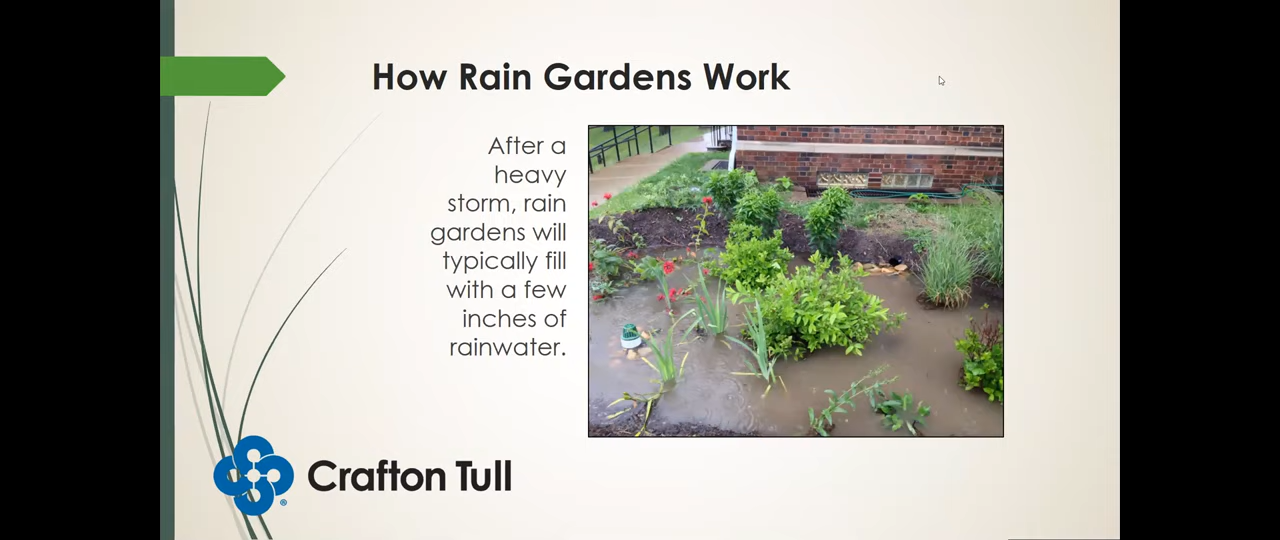 How Rain Gardens Work
After a
heavy
storm, rain
gardens will
typically fill
with a few
inches of
rainwater.
Crafton Tull
®